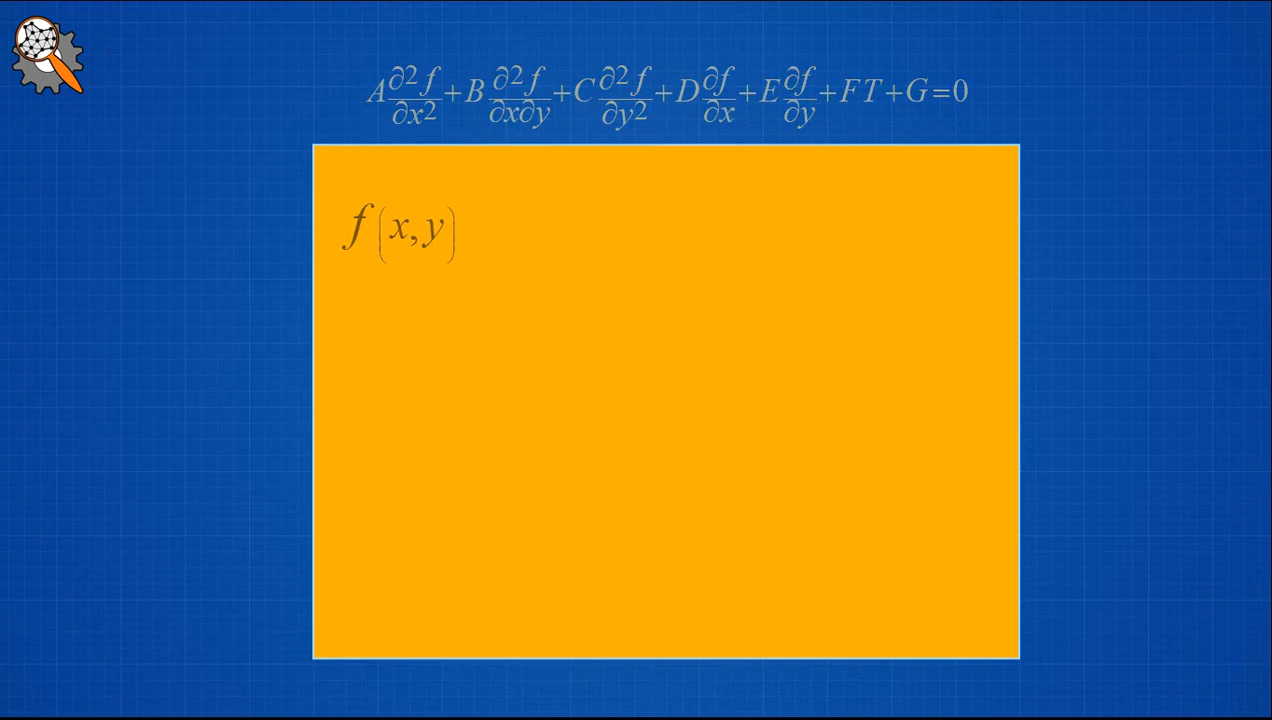 A∂2f/∂x2+B∂2f/∂x∂y+C∂2f/∂y2+D∂f/∂x+E∂f/∂y+FT+G=0
f(x,y)